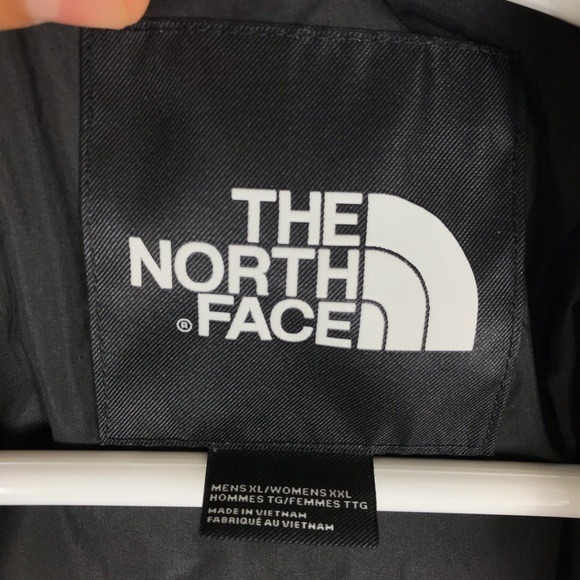 THE
NORTH
® FACE
MENS XL/WOMENS XXL
HOMMES TG/FEMMES TTG
MADE IN VIETNAM
FABRIQUÉ AU VIETNAM